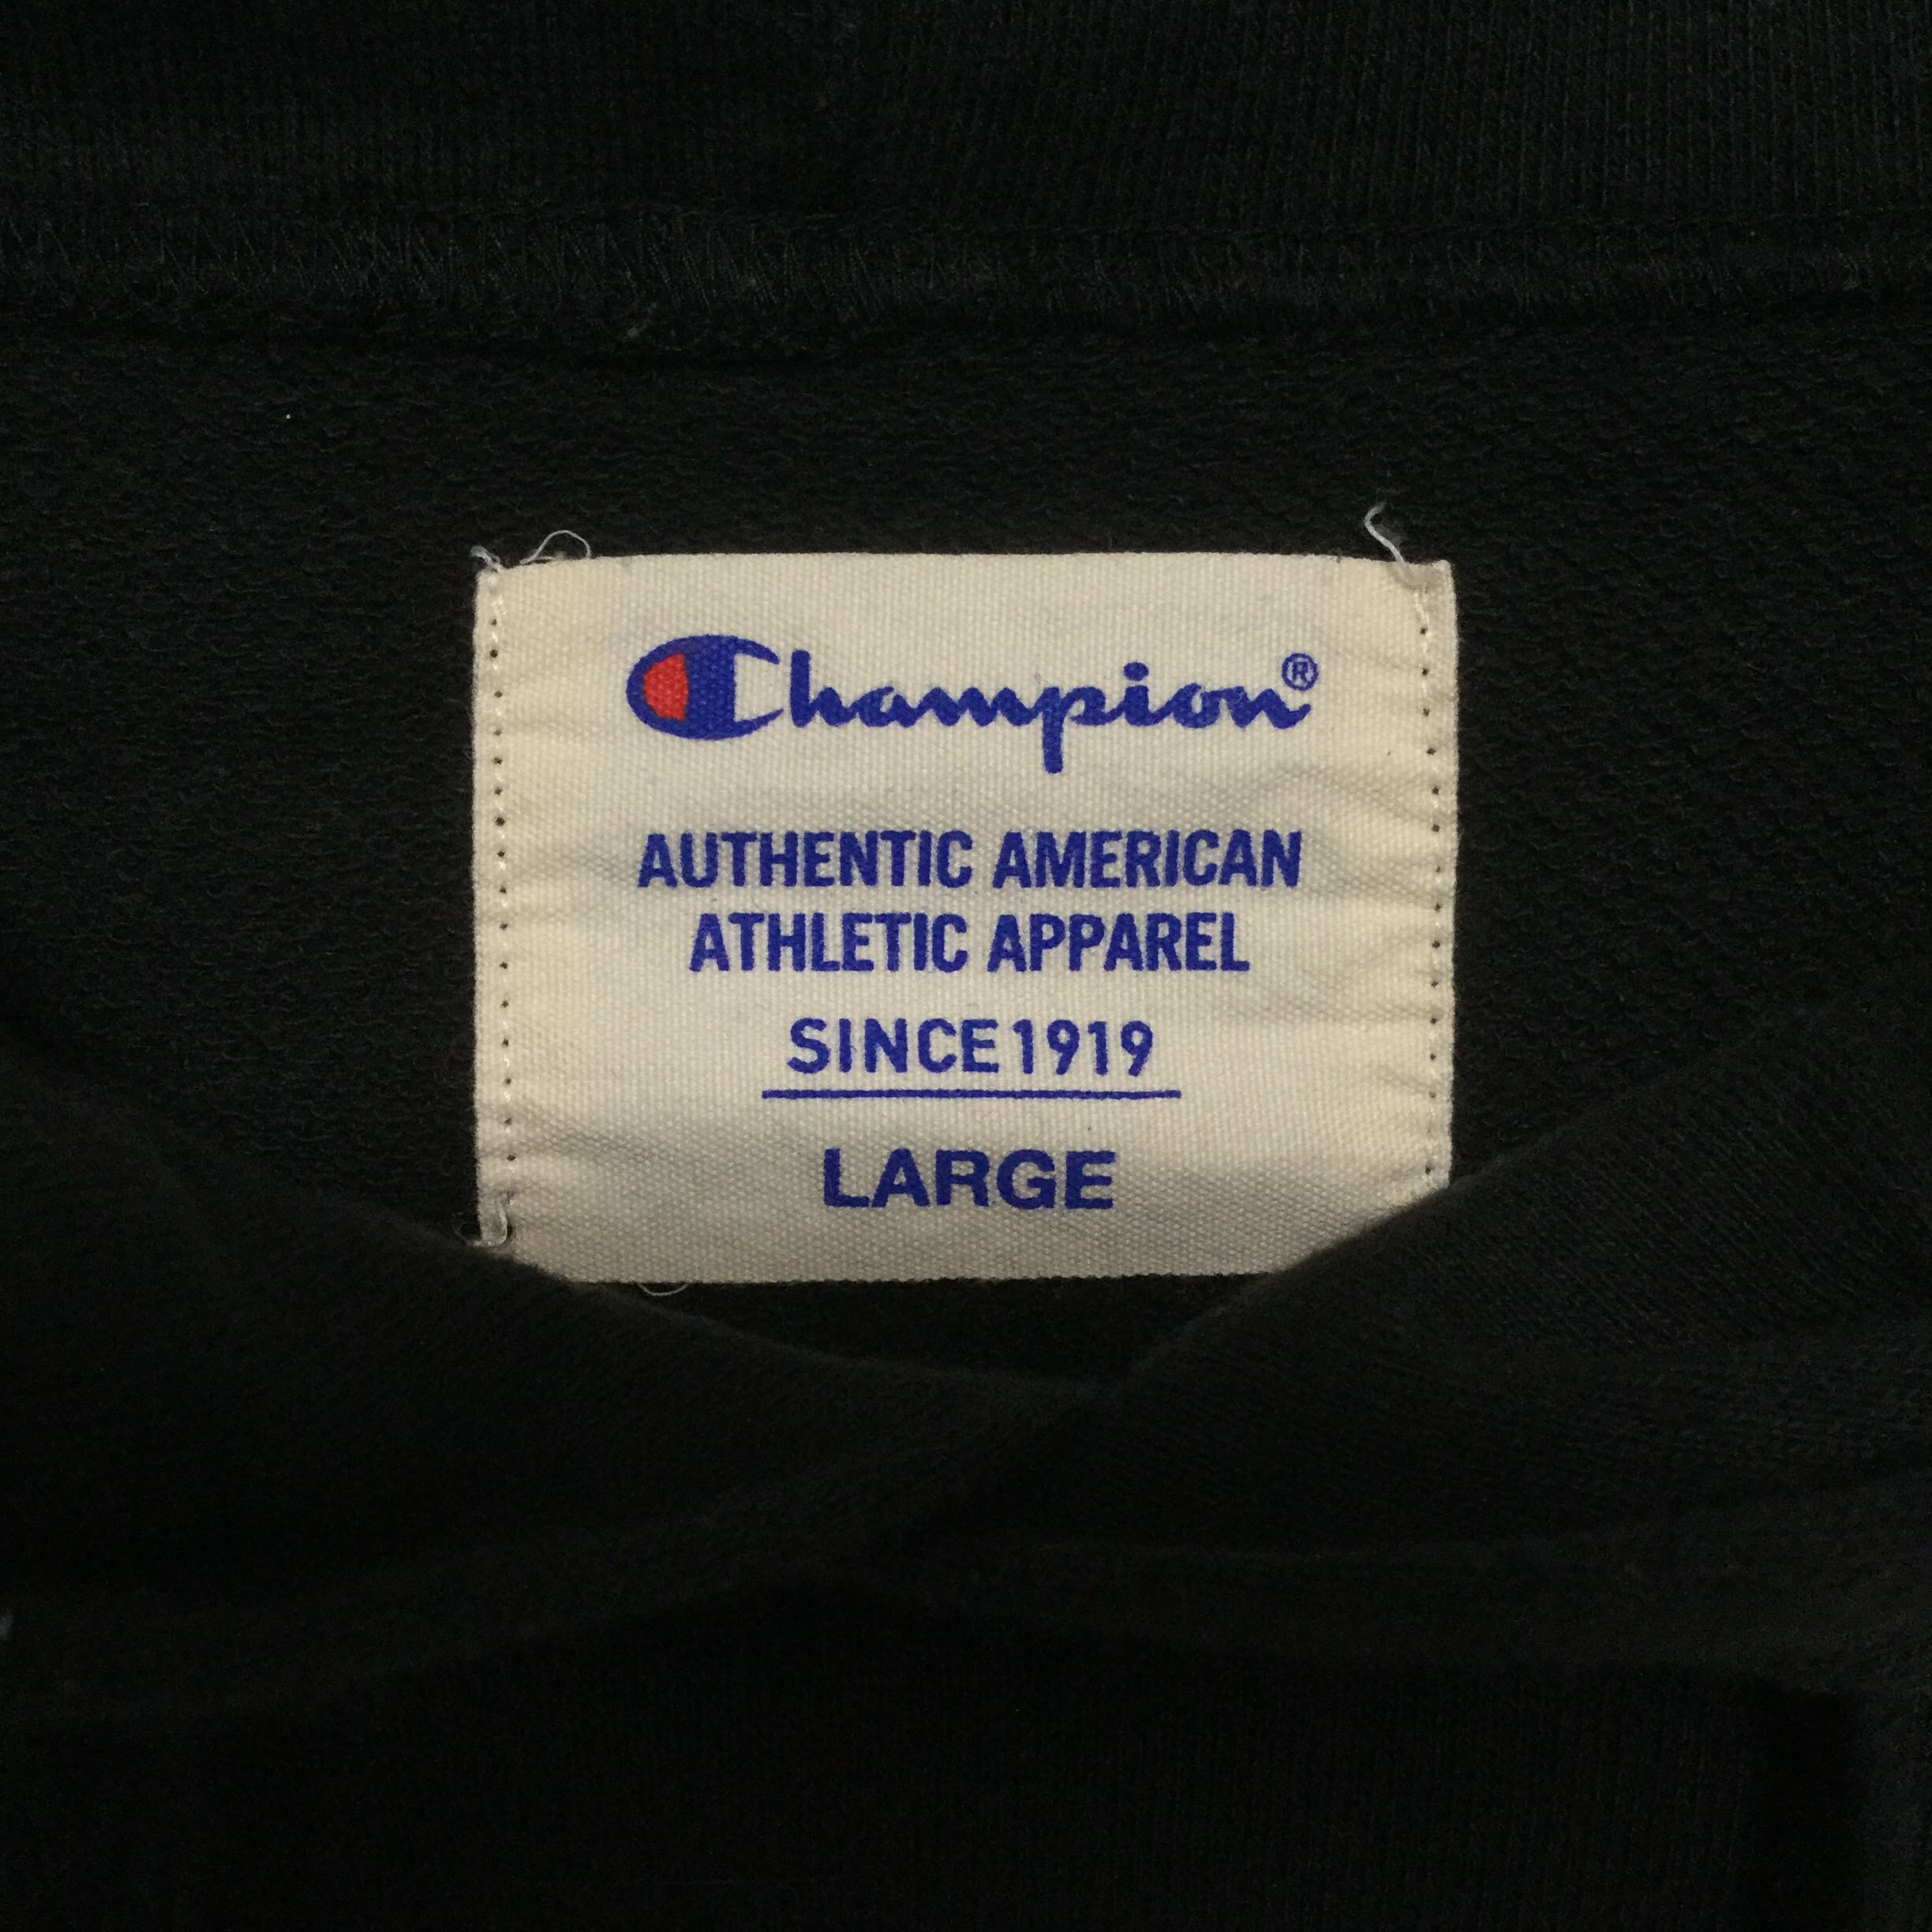 Champion®
AUTHENTIC AMERICAN
ATHLETIC APPAREL
SINCE 1919
LARGE